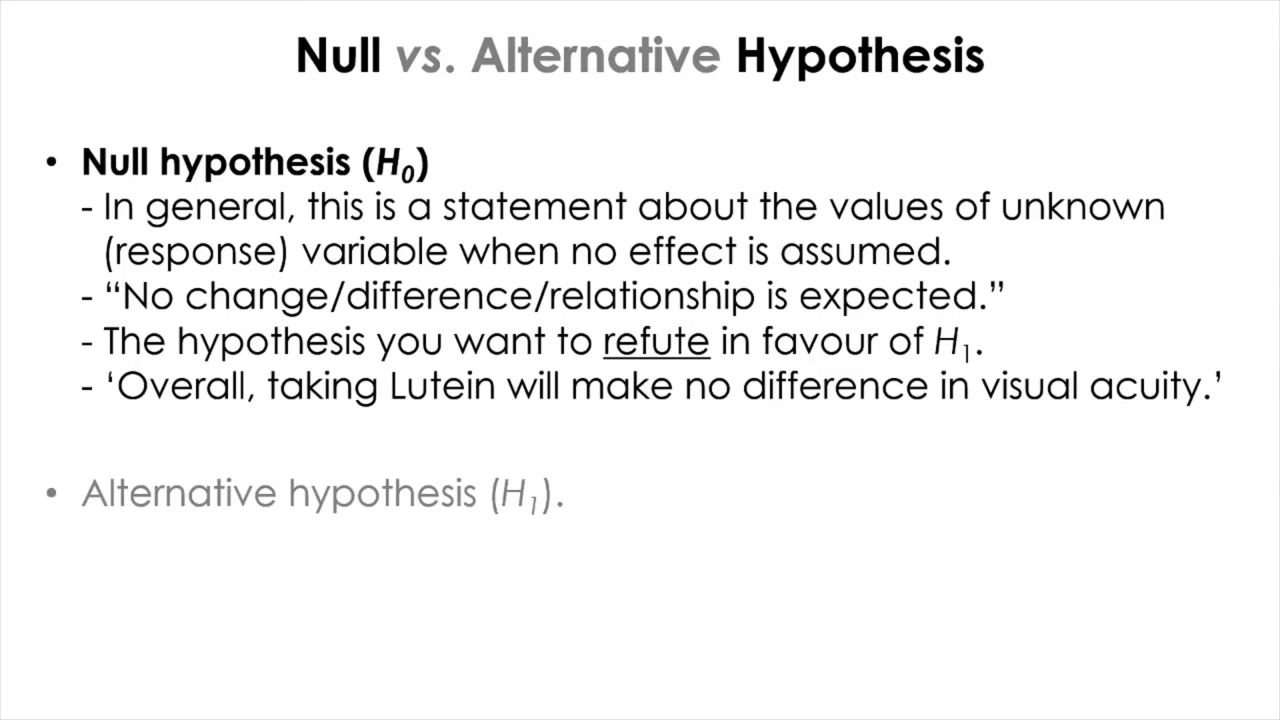 Null vs. Alternative Hypothesis
• Null hypothesis (H₀)
- In general, this is a statement about the values of unknown
(response) variable when no effect is assumed.
- “No change/difference/relationship is expected.”
- The hypothesis you want to refute in favour of H₁.
- ‘Overall, taking Lutein will make no difference in visual acuity.’
• Alternative hypothesis (H₁).